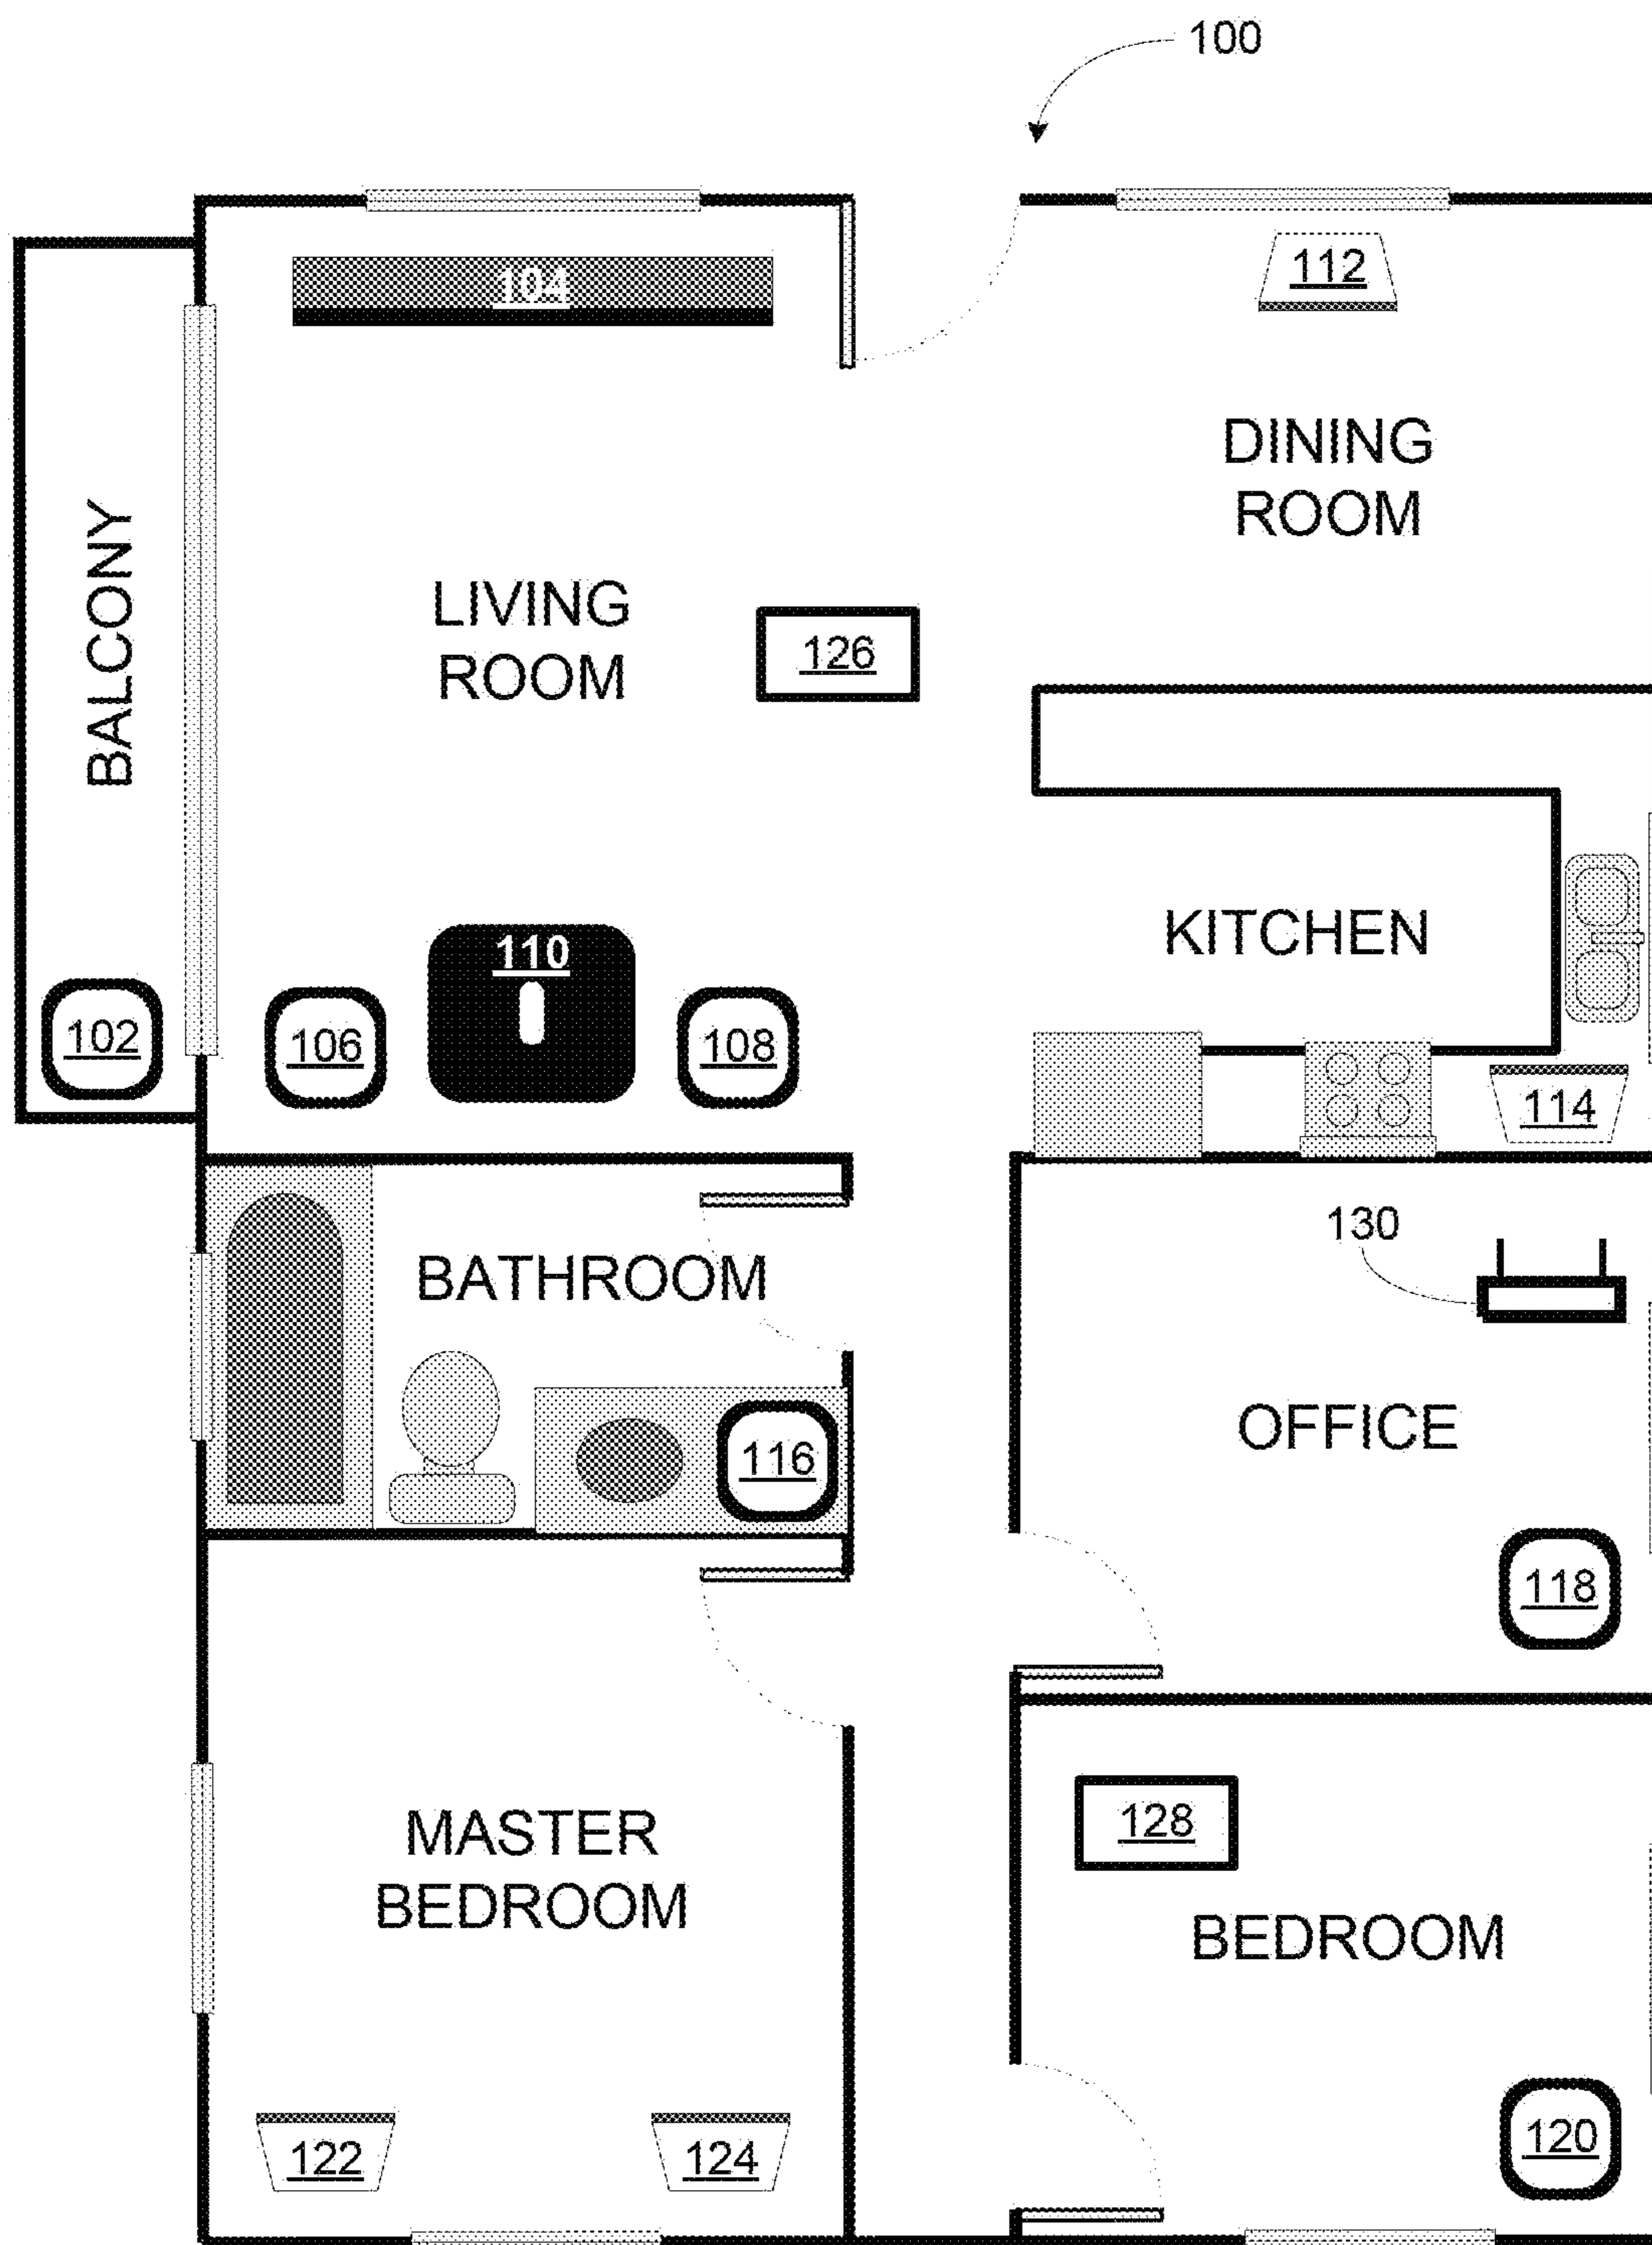 100
104
112
DINING
ROOM
BALCONY
LIVING
ROOM
126
KITCHEN
110
102
106
108
114
130
BATHROOM
OFFICE
116
118
128
MASTER
BEDROOM
BEDROOM
122
124
120